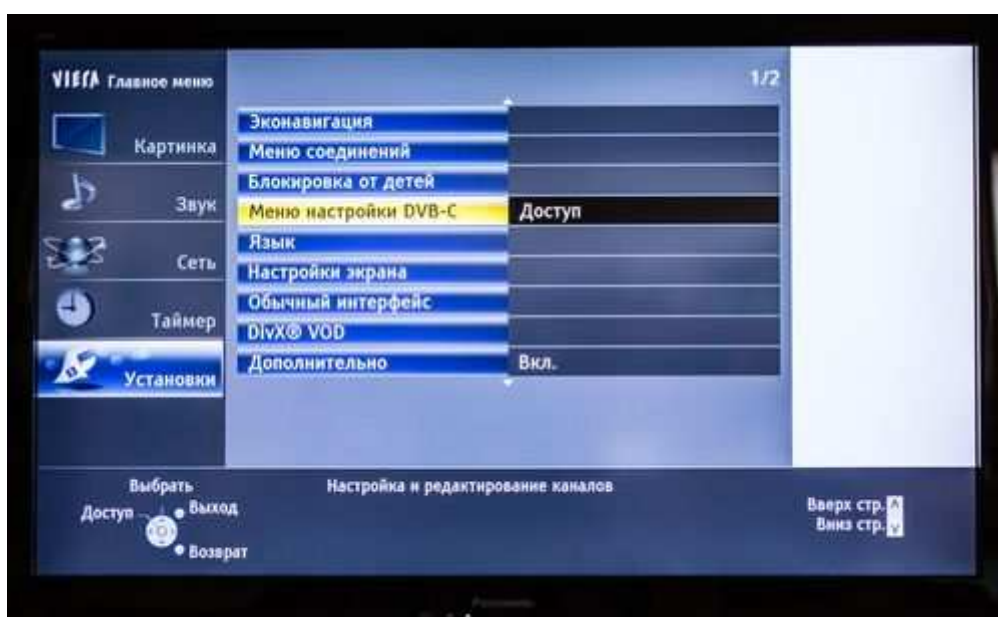 VIERA Главное меню
1/2
Картинка
Звук
Сеть
Таймер
Установки
Эконавигация
Меню соединений
Блокировка от детей
Меню настройки DVB-C Доступ
Язык
Настройки экрана
Обычный интерфейс
DivX® VOD
Дополнительно Вкл.
Выбрать
Доступ
Выход
Возврат
Настройка и редактирование каналов
Вверх стр.
Вниз стр.
Panasonic